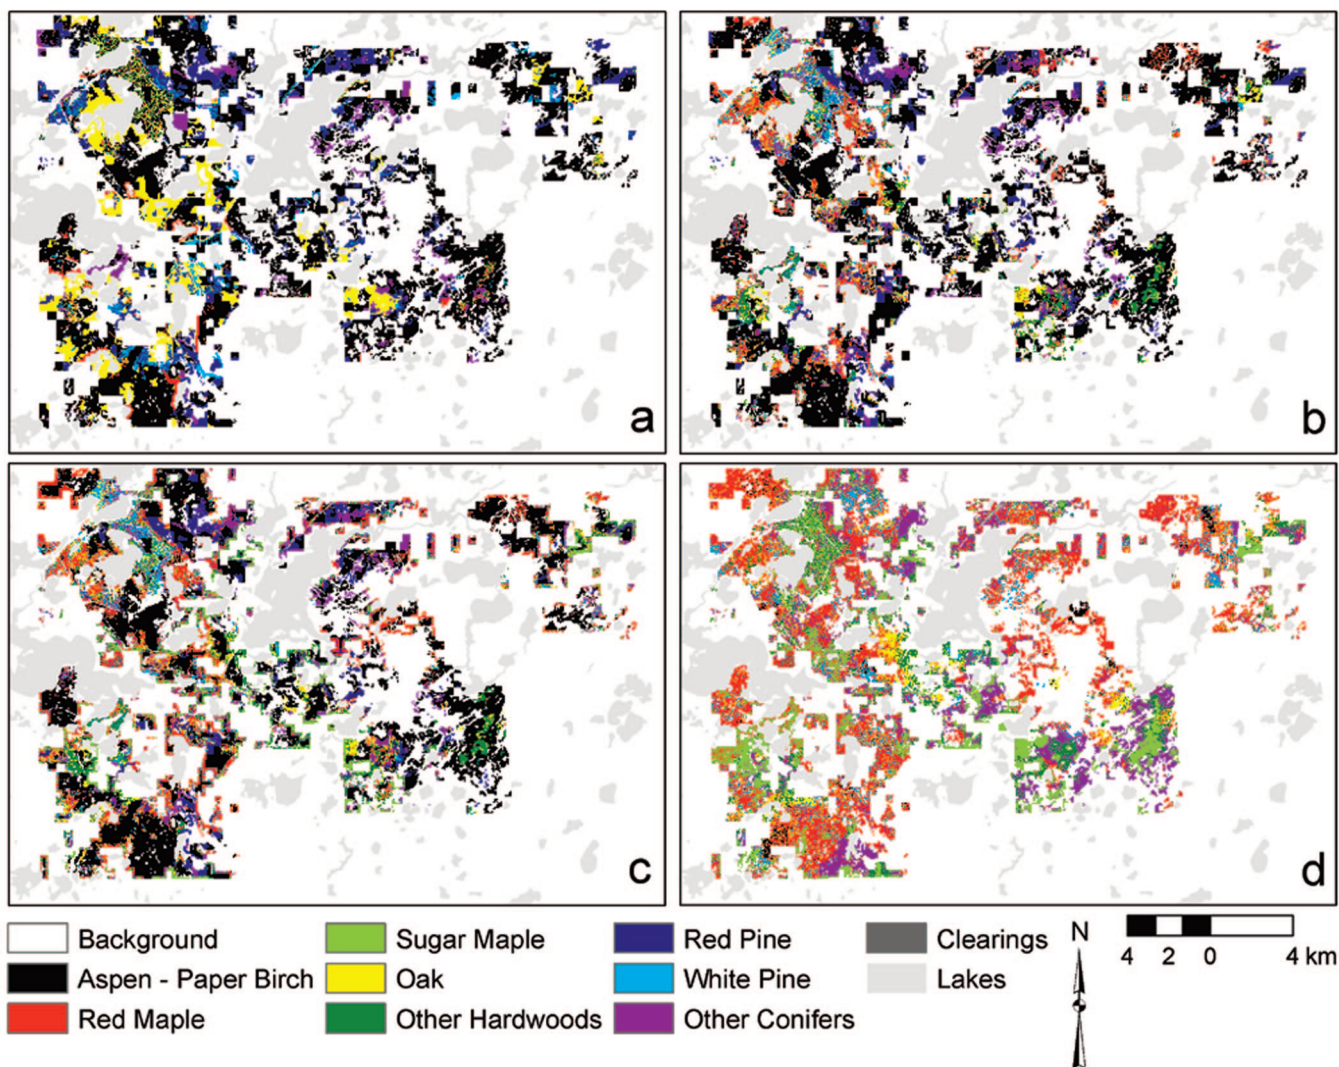 a
b
c
d
Background
Sugar Maple
Red Pine
Clearings
Aspen - Paper Birch
Oak
White Pine
Lakes
Red Maple
Other Hardwoods
Other Conifers
N
4 2 0 4 km